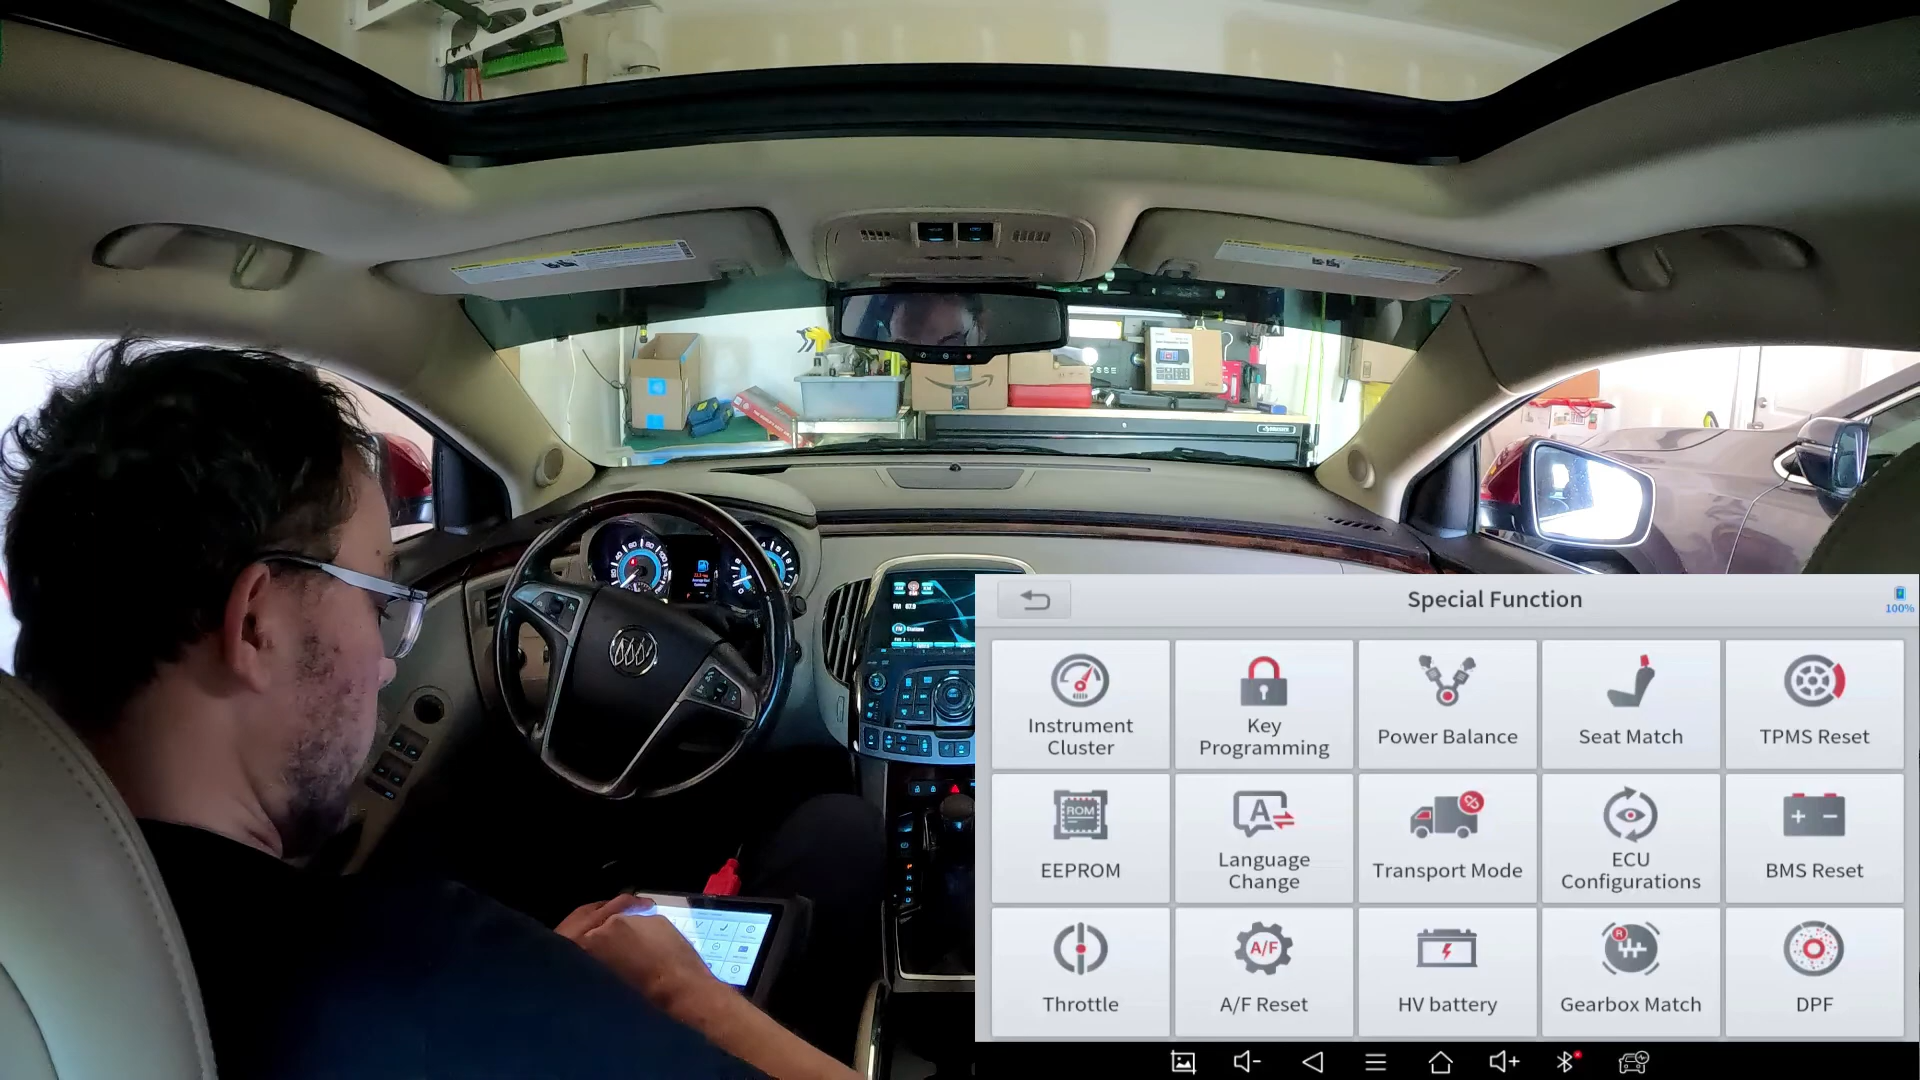 Special Function
100%
Instrument
Cluster
Key
Programming
Power Balance
Seat Match
TPMS Reset
EEPROM
ROM
Language
Change
A
Transport Mode
ECU
Configurations
BMS Reset
Throttle
A/F
A/F Reset
HV battery
R
Gearbox Match
DPF